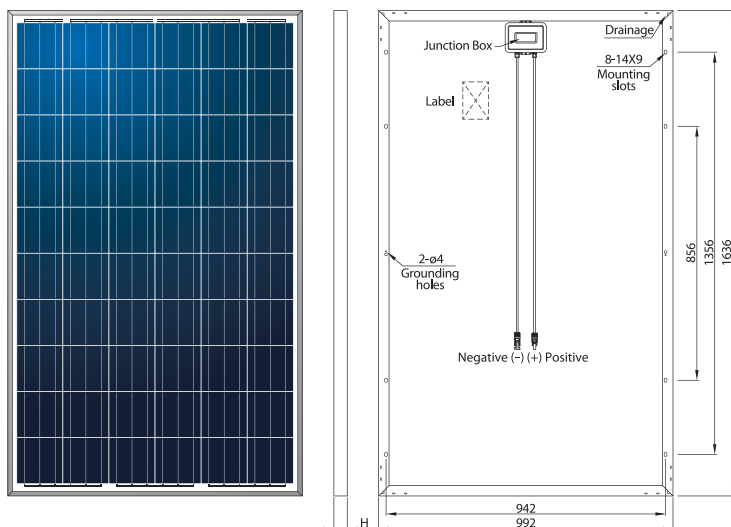 Drainage
Junction Box
8-14X9
Mounting
slots
Label
2-ø4
Grounding
holes
856
1356
1636
Negative (-) (+) Positive
942
H
992